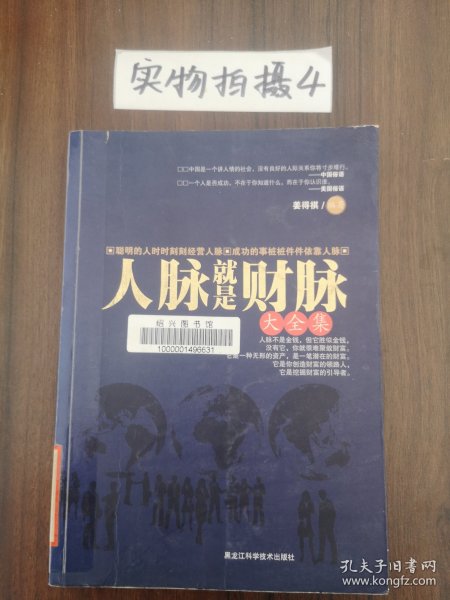 实物拍摄4
□□中国是一个讲人情的社会,没有良好的人际关系你将寸步难行。
——中国俗语
□□一个人是否成功,不在于你知道什么,而在于你认识谁。
——美国俗语
姜得祺/编著
聪明的人时时刻刻经营人脉 成功的事桩桩件件依靠人脉
人脉就是财脉
大全集
绍兴图书馆
1000001496631
人脉不是金钱,但它胜似金钱,
没有它,你就很难聚敛财富,
它是一种无形的资产,是一笔潜在的财富,
它是你创造财富的领路人,
它是挖掘财富的引导者。
黑龙江科学技术出版社
孔夫子旧书网
www.kongfz.com